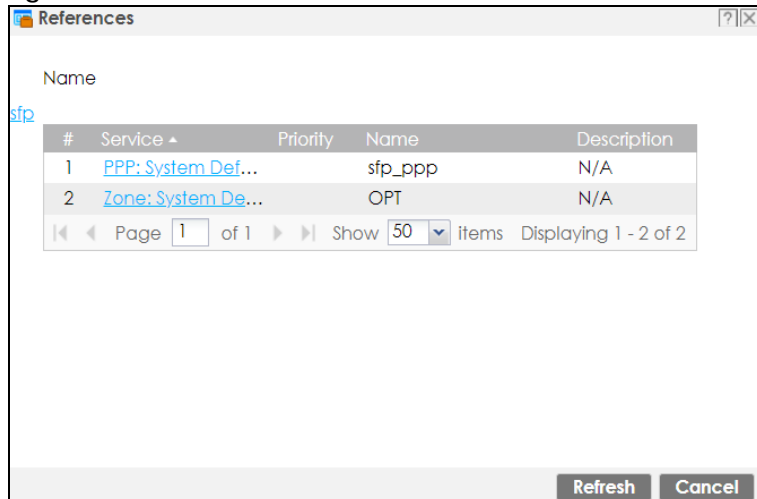 References
Name
sfp
# Service Priority Name Description
1 PPP: System Def... sfp_ppp N/A
2 Zone: System De... OPT N/A
Page 1 of 1 Show 50 items Displaying 1 - 2 of 2
Refresh Cancel